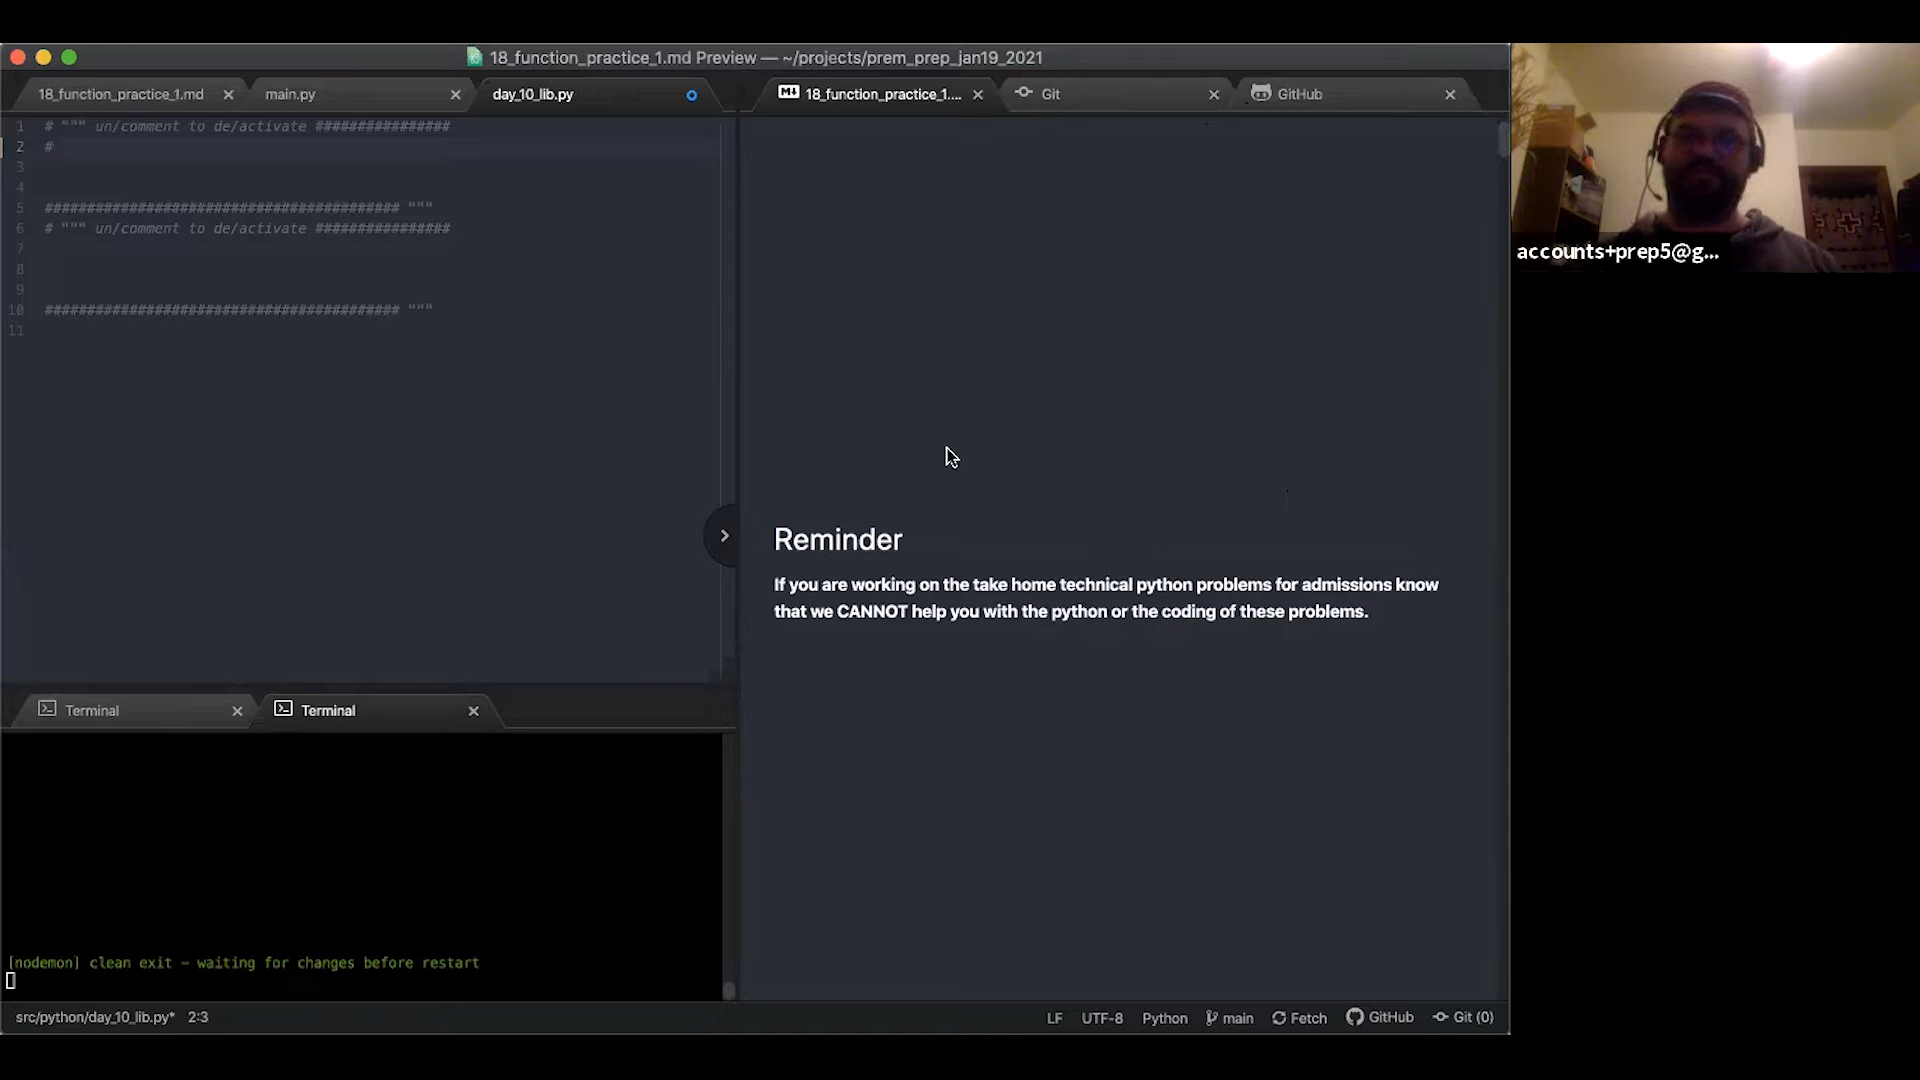 18_function_practice_1.md Preview — ~/projects/prem_prep_jan19_2021
18_function_practice_1.md
main.py
day_10_lib.py
18_function_practice_1....
Git
GitHub
1 # """ un/comment to de/activate ################
2 #
3
4
5 ########################################## """
6 # """ un/comment to de/activate ################
7
8
9
10 ########################################## """
11
Reminder
If you are working on the take home technical python problems for admissions know
that we CANNOT help you with the python or the coding of these problems.
Terminal
Terminal
[nodemon] clean exit - waiting for changes before restart
src/python/day_10_lib.py* 2:3
LF UTF-8 Python main Fetch GitHub Git (0)
accounts+prep5@g...